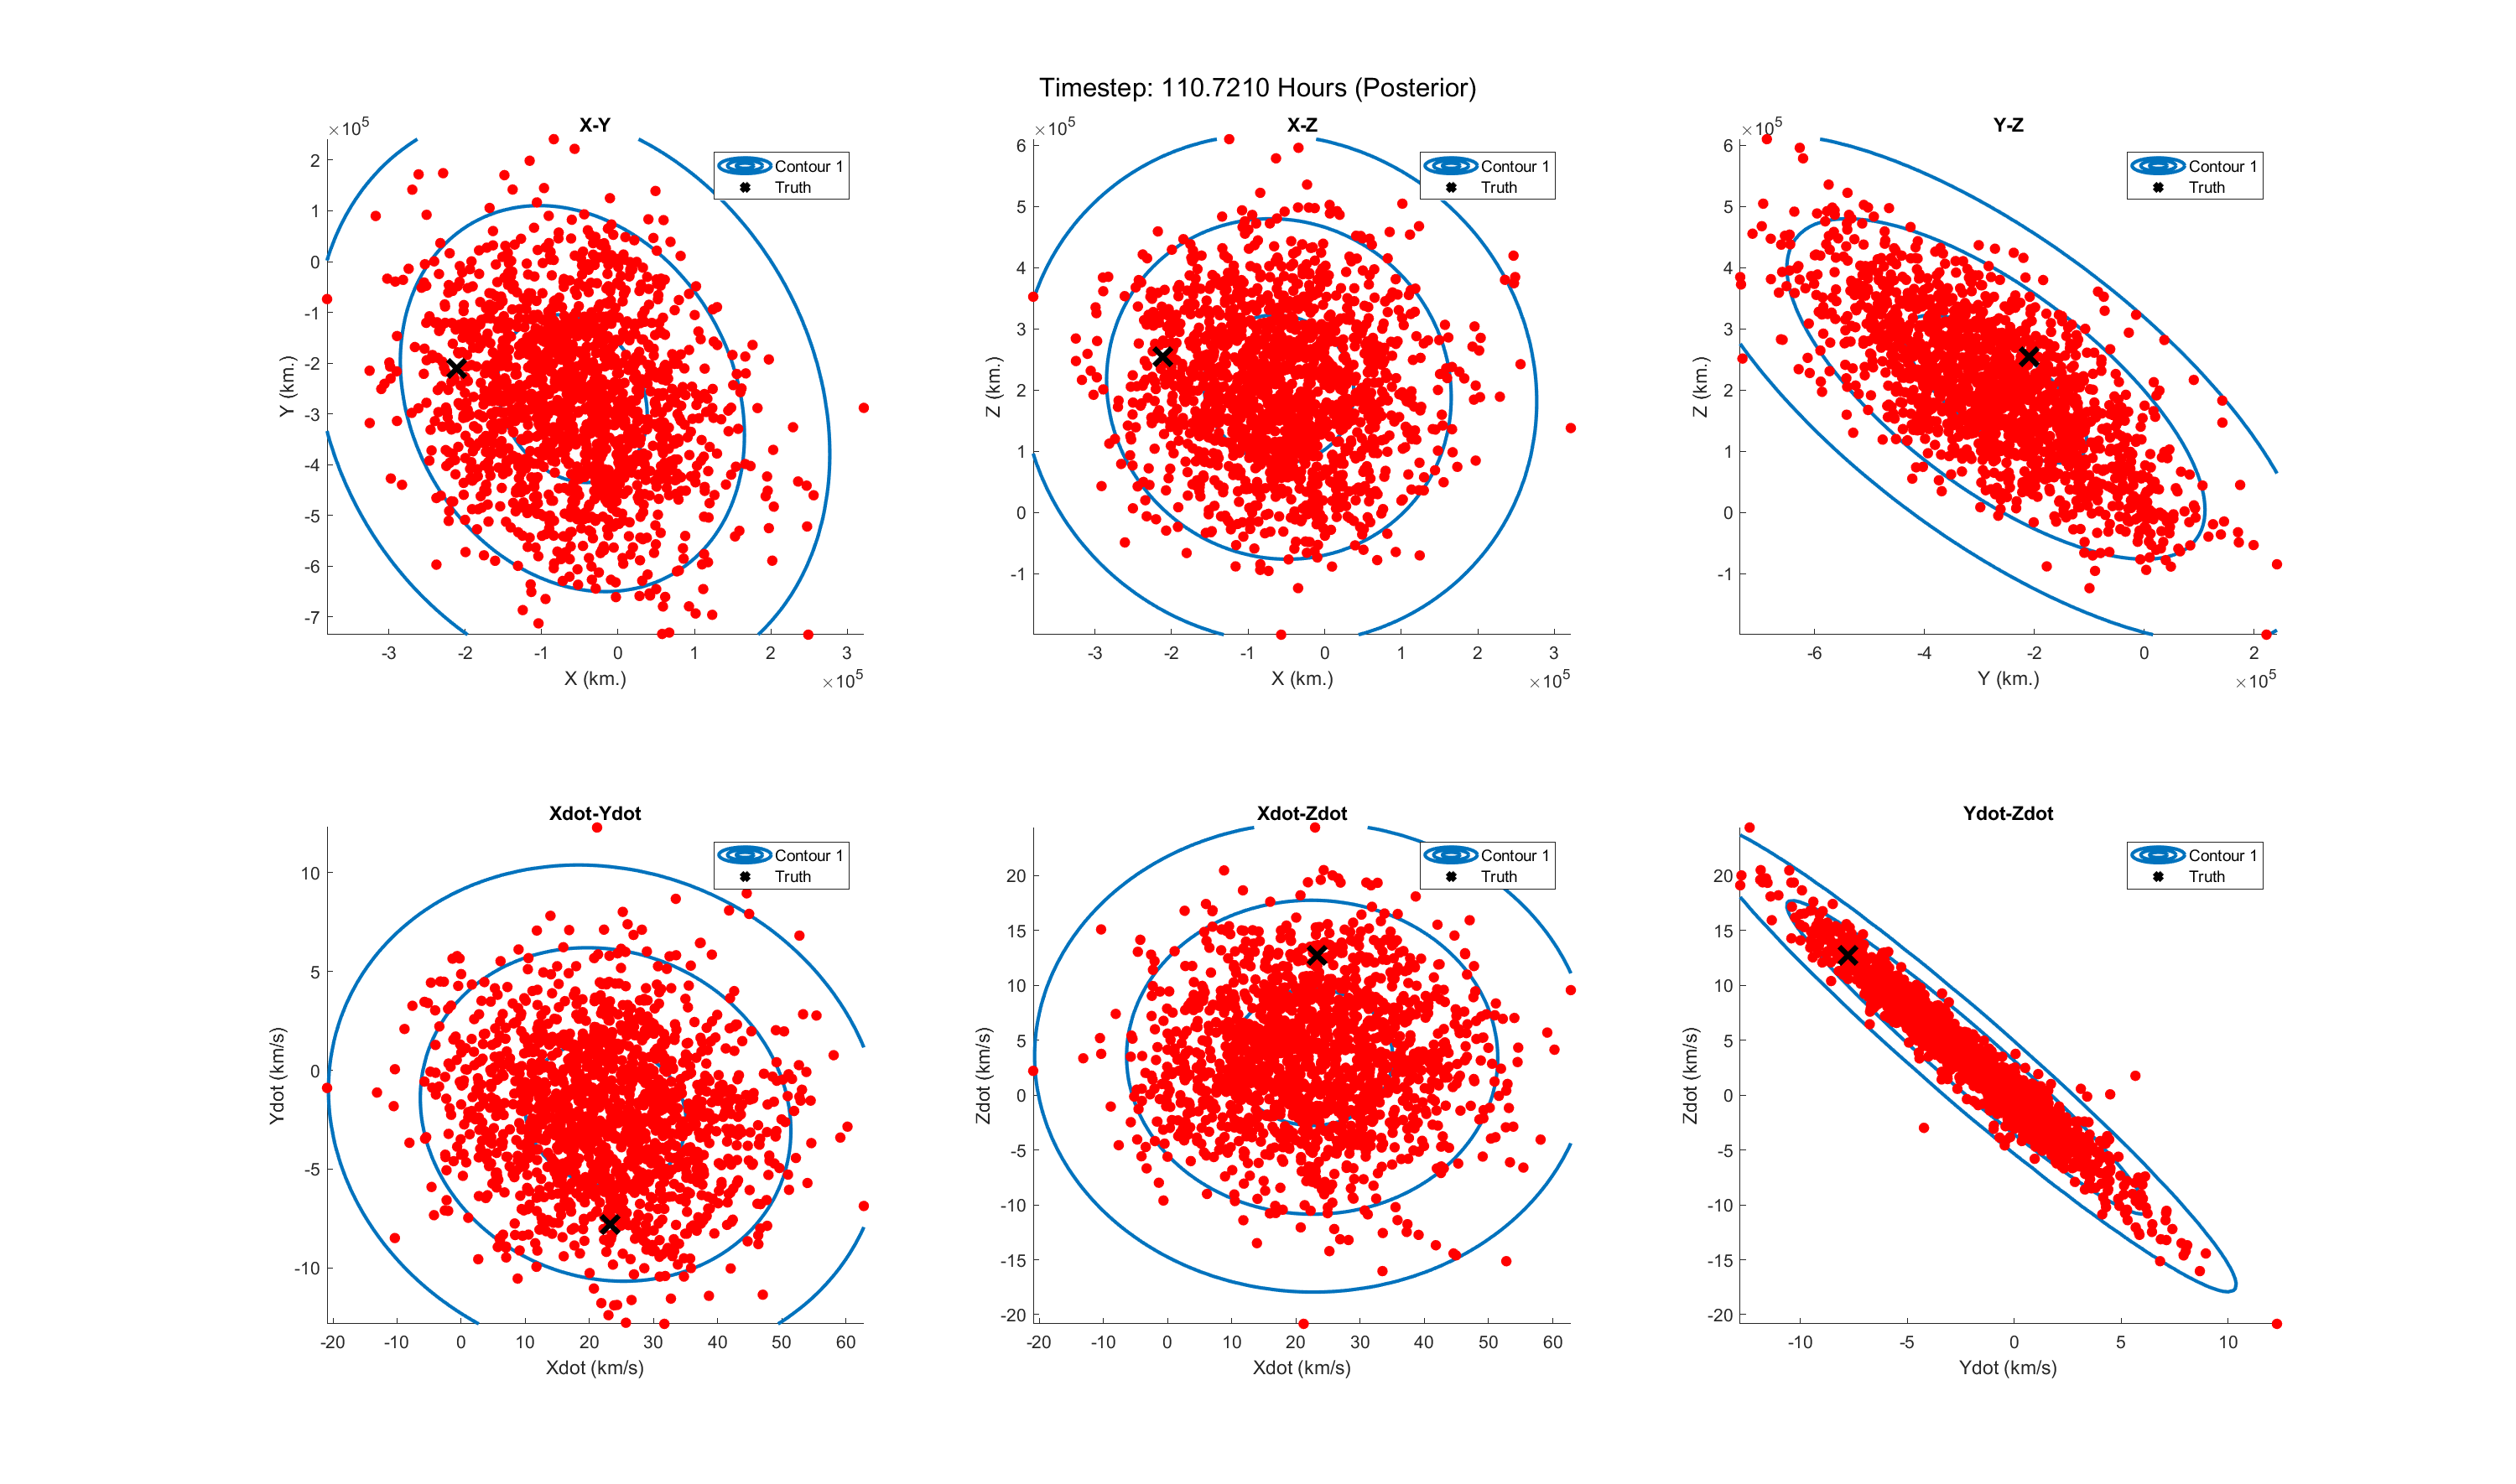 Timestep: 110.7210 Hours (Posterior)
X-Y
×10^5
2
1
0
-1
-2
-3
-4
-5
-6
-7
Y (km.)
-3 -2 -1 0 1 2 3
X (km.)
×10^5
Contour 1
Truth
X-Z
×10^5
6
5
4
3
2
1
0
-1
Z (km.)
-3 -2 -1 0 1 2 3
X (km.)
×10^5
Contour 1
Truth
Y-Z
×10^5
6
5
4
3
2
1
0
-1
Z (km.)
-6 -4 -2 0 2
Y (km.)
×10^5
Contour 1
Truth
Xdot-Ydot
10
5
0
-5
-10
Ydot (km/s)
-20 -10 0 10 20 30 40 50 60
Xdot (km/s)
Contour 1
Truth
Xdot-Zdot
20
15
10
5
0
-5
-10
-15
-20
Zdot (km/s)
-20 -10 0 10 20 30 40 50 60
Xdot (km/s)
Contour 1
Truth
Ydot-Zdot
20
15
10
5
0
-5
-10
-15
-20
Zdot (km/s)
-10 -5 0 5 10
Ydot (km/s)
Contour 1
Truth